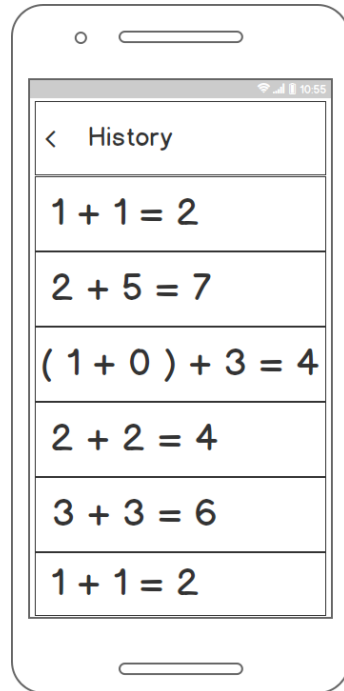 10:55
< History
1 + 1 = 2
2 + 5 = 7
( 1 + 0 ) + 3 = 4
2 + 2 = 4
3 + 3 = 6
1 + 1 = 2